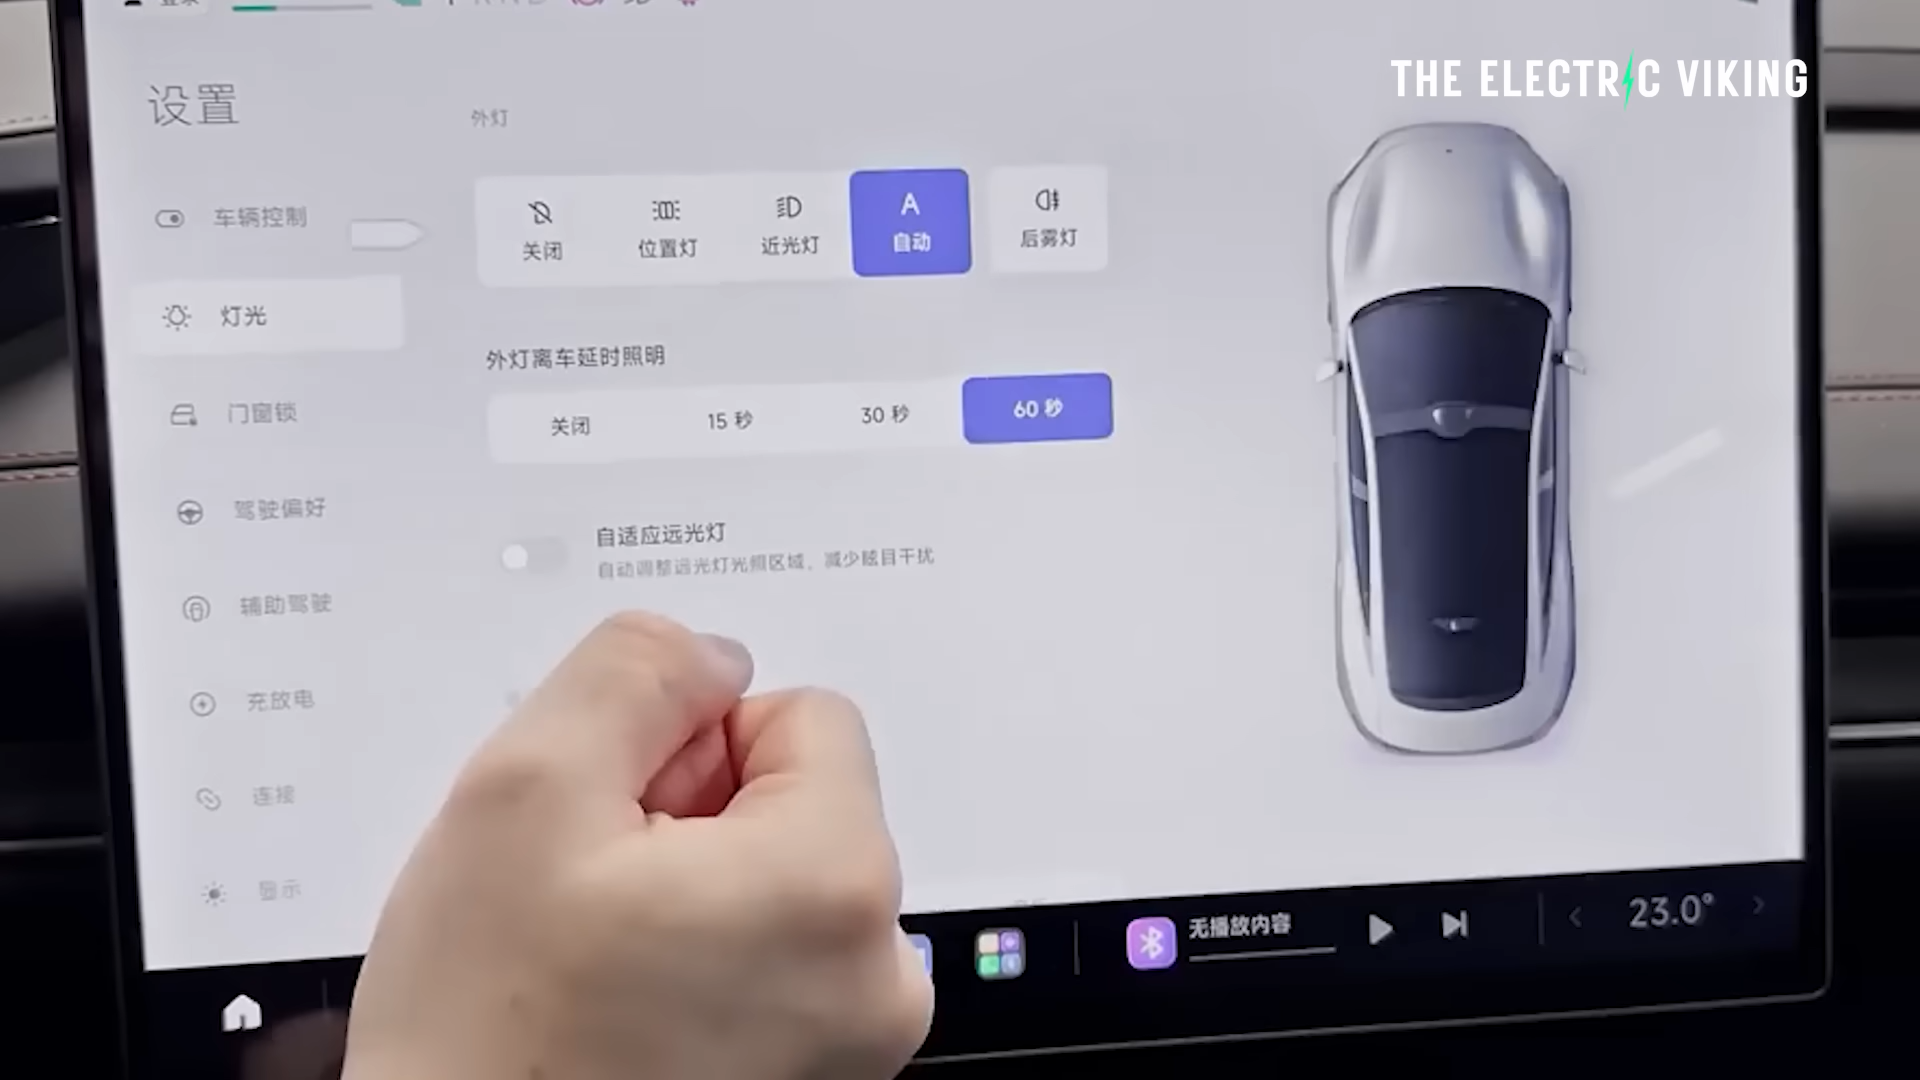 登录
THE ELECTRIC VIKING
设置
外灯
车辆控制
关闭
位置灯
近光灯
A
自动
后雾灯
灯光
外灯离车延时照明
关闭
15 秒
30 秒
60 秒
门窗锁
驾驶偏好
自适应远光灯
自动调整远光灯光照区域，减少眩目干扰
辅助驾驶
充放电
连接
显示
无播放内容
23.0°